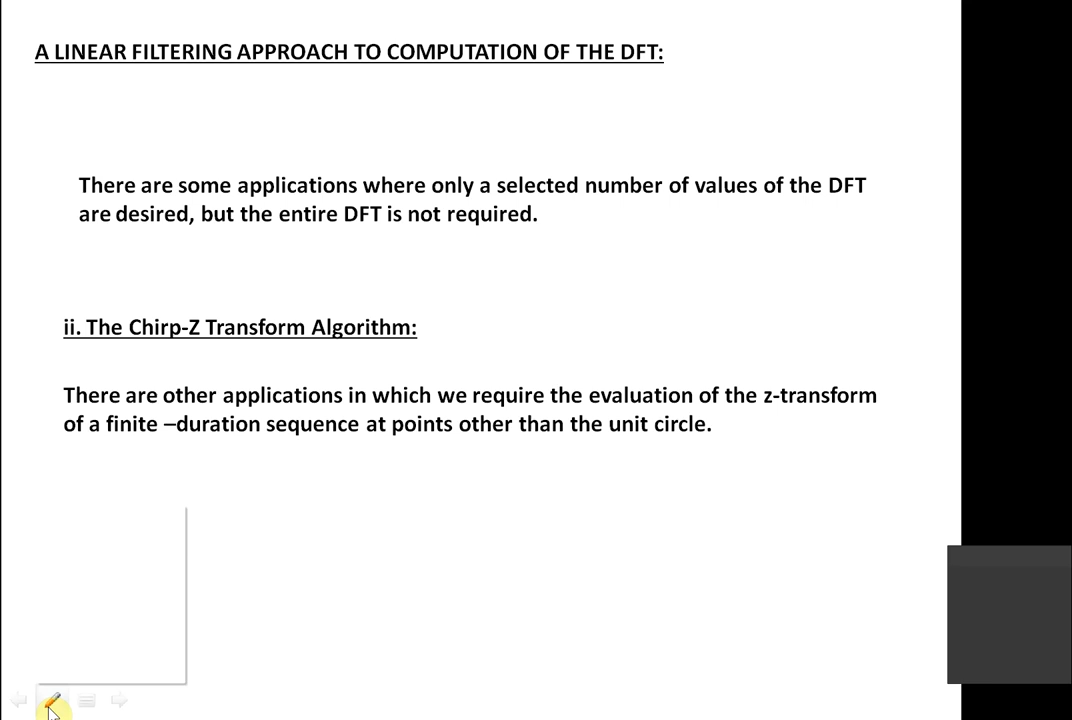 A LINEAR FILTERING APPROACH TO COMPUTATION OF THE DFT:
There are some applications where only a selected number of values of the DFT
are desired, but the entire DFT is not required.
ii. The Chirp-Z Transform Algorithm:
There are other applications in which we require the evaluation of the z-transform
of a finite –duration sequence at points other than the unit circle.